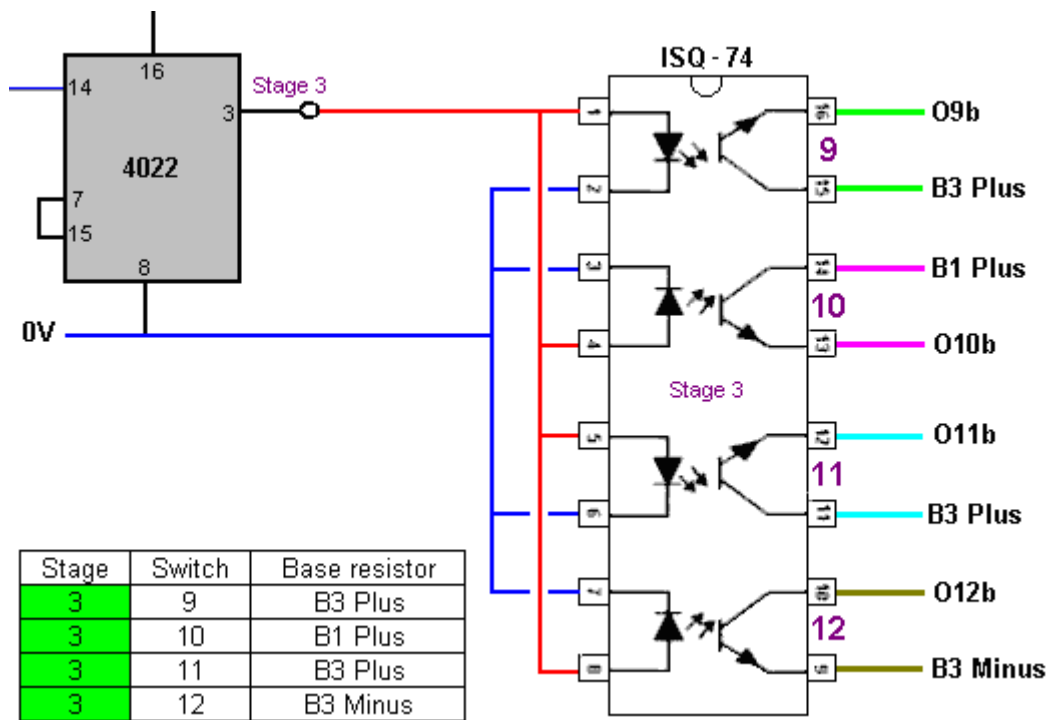 ISQ - 74
16
14
Stage 3
3
1
16
O9b
9
4022
2
15
B3 Plus
7
15
3
14
B1 Plus
8
10
0V
4
13
O10b
Stage 3
5
12
O11b
11
6
11
B3 Plus
Stage Switch Base resistor
3 9 B3 Plus
3 10 B1 Plus
3 11 B3 Plus
3 12 B3 Minus
7
10
O12b
12
8
9
B3 Minus